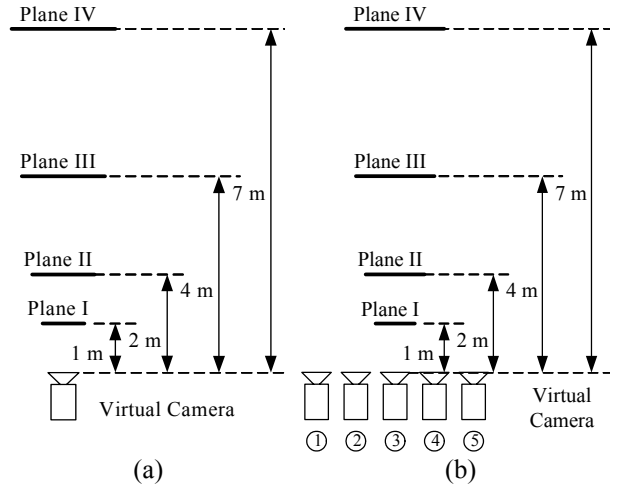 Plane IV
Plane III
7 m
Plane II
4 m
Plane I
2 m
1 m
Virtual Camera
(a)
Plane IV
Plane III
7 m
Plane II
4 m
Plane I
2 m
1 m
Virtual
Camera
① ② ③ ④ ⑤
(b)